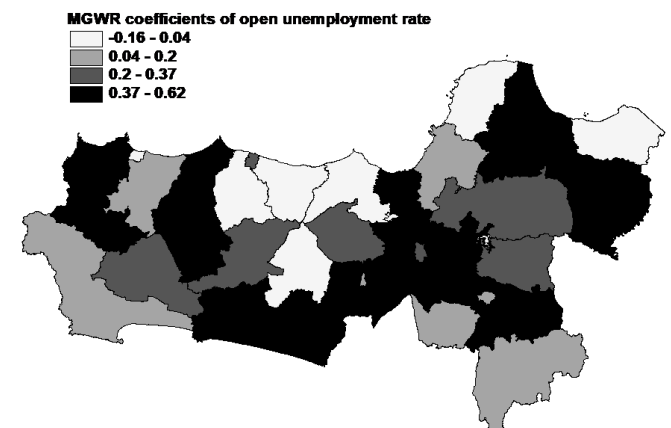 MGWR coefficients of open unemployment rate
-0.16 - 0.04
0.04 - 0.2
0.2 - 0.37
0.37 - 0.62